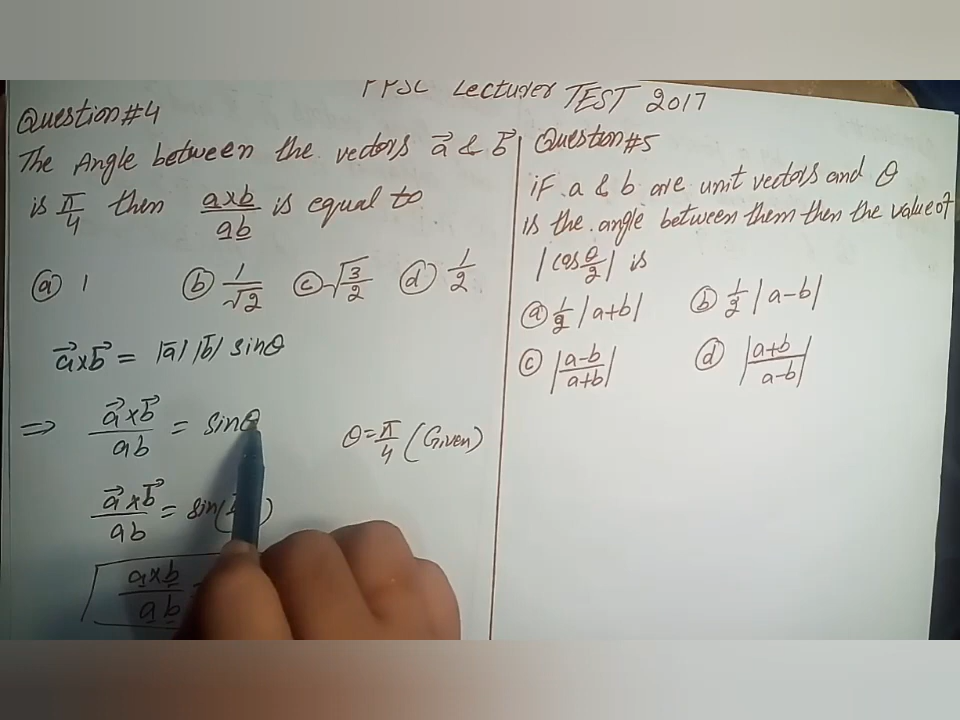 PPSC Lecturer TEST 2017
Question#4
The Angle between the vectors a⃗ & b⃗
is π/4 then a×b/ab is equal to
(a) 1 (b) 1/√2 (c) √3/2 (d) 1/2
a⃗×b⃗ = |a̅| |b̅| sinθ
⇒ a⃗×b⃗/ab = sinθ
θ=π/4 (Given)
a⃗×b⃗/ab = sin( )
a×b/ab =
Question#5
iF a & b are unit vectors and θ
is the angle between them then the value of
|cos θ/2| is
(a) 1/2 |a+b| (b) 1/2 |a-b|
(c) |a-b/a+b| (d) |a+b/a-b|